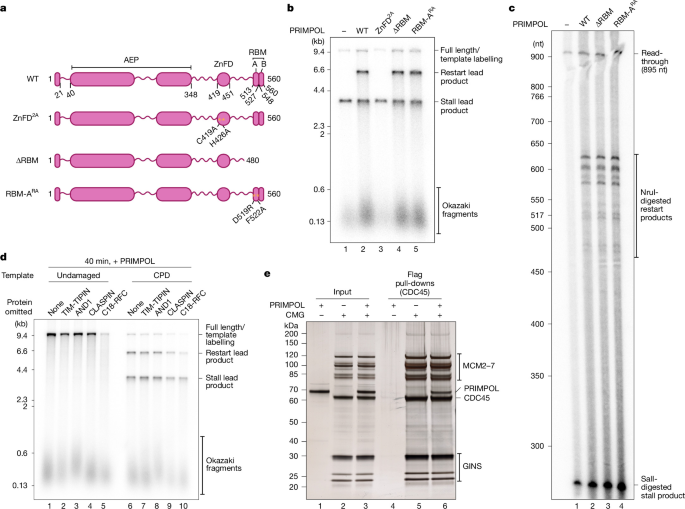 a
AEP
ZnFD
RBM
A B
WT
1
560
21
40
348
419
451
513
527
548
560
ZnFD2A
1
560
C419A
H426A
ΔRBM
1
480
RBM-ARA
1
560
D519R
F522A
b
PRIMPOL
–
WT
ZnFD2A
ΔRBM
RBM-ARA
(kb)
9.4
6.6
4.4
2.3
2.2
0.6
0.13
Full length/
template labelling
Restart lead
product
Stall lead
product
Okazaki
fragments
1 2 3 4 5
c
PRIMPOL
–
WT
ΔRBM
RBM-ARA
(nt)
900
800
766
700
600
550
517
500
450
400
300
Read-
through
(895 nt)
NruI-
digested
restart
products
SalI-
digested
stall product
1 2 3 4
d
40 min, + PRIMPOL
Template
Undamaged
CPD
Protein
omitted
None
TIM-TIPIN
AND1
CLASPIN
C18-RFC
None
TIM-TIPIN
AND1
CLASPIN
C18-RFC
(kb)
9.4
6.6
4.4
2.3
2.2
0.6
0.13
Full length/
template labelling
Restart lead
product
Stall lead
product
Okazaki
fragments
1 2 3 4 5 6 7 8 9 10
e
Input
Flag
pull-downs
(CDC45)
PRIMPOL + – + + – +
CMG – + + – + +
kDa
200
120
100
85
70
60
50
40
30
25
20
MCM2–7
PRIMPOL
CDC45
GINS
1 2 3 4 5 6